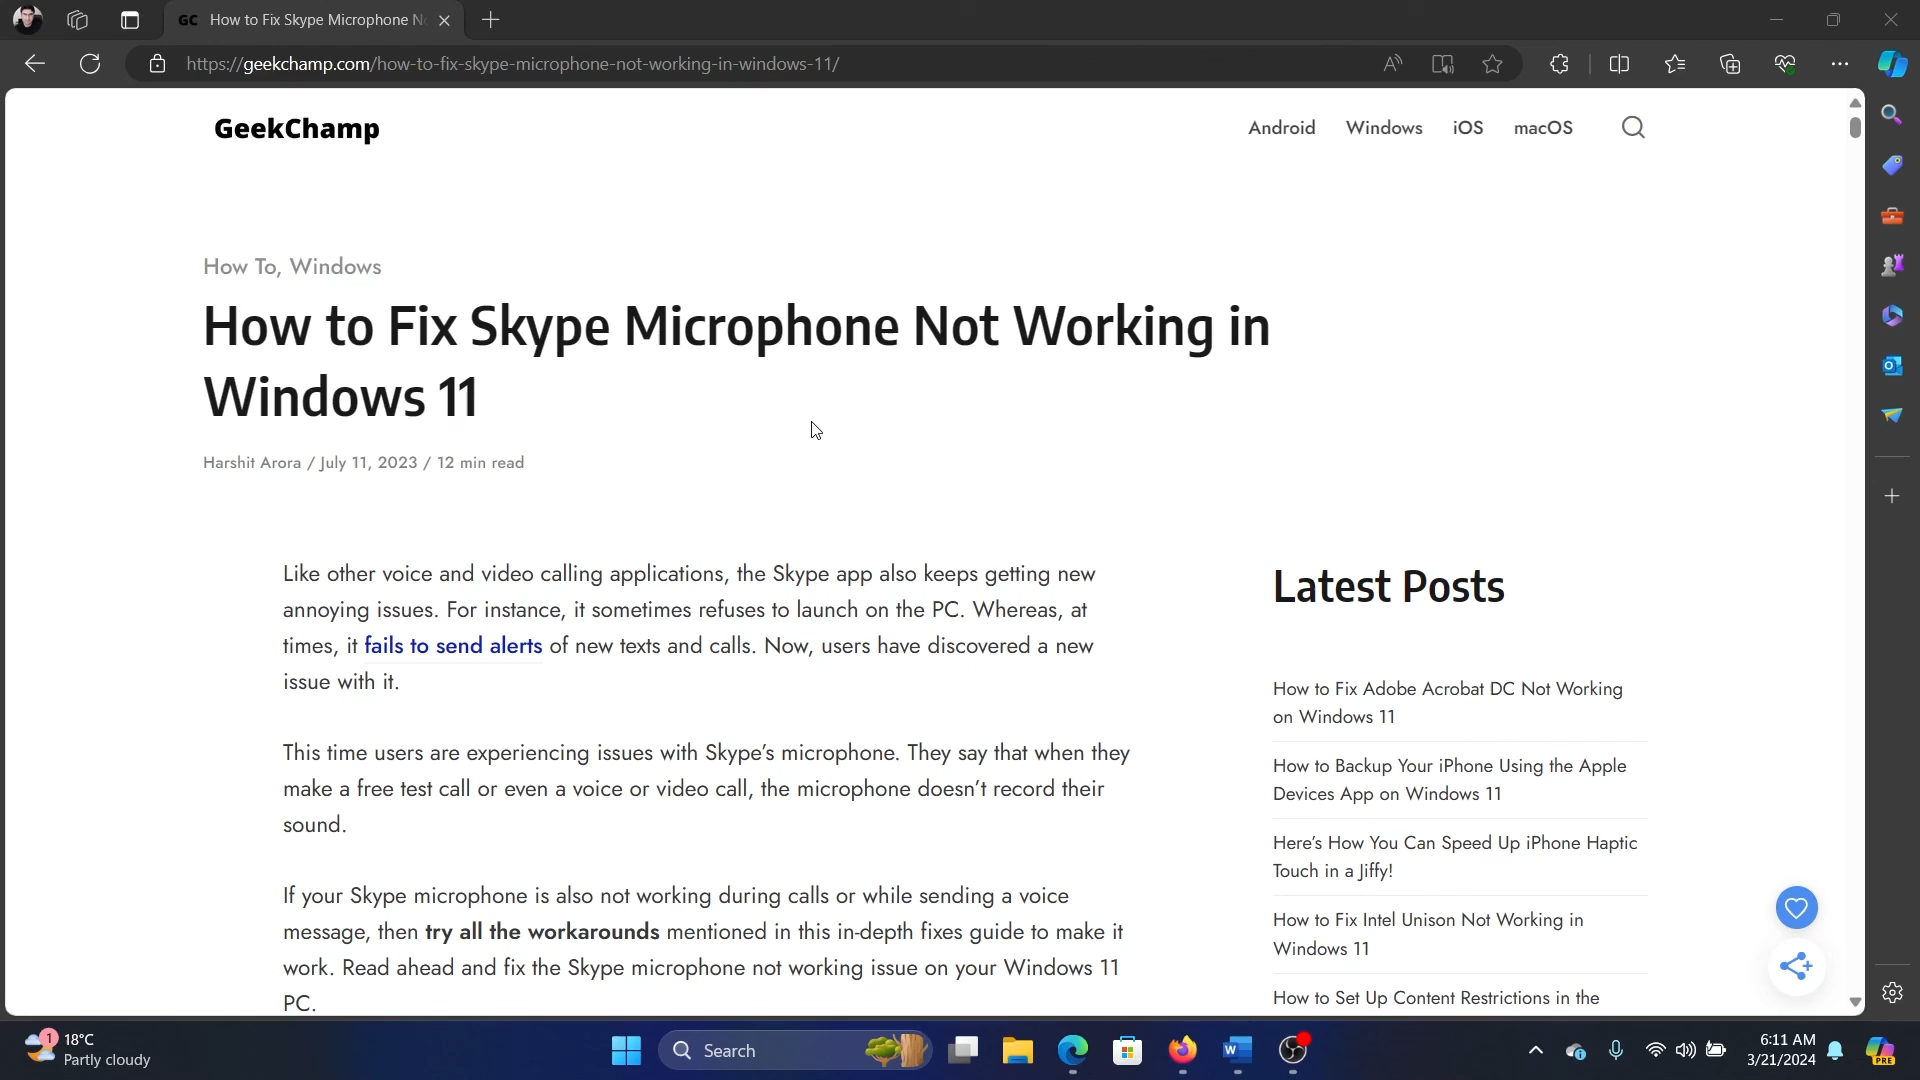 GC How to Fix Skype Microphone No
https://geekchamp.com/how-to-fix-skype-microphone-not-working-in-windows-11/
GeekChamp
Android Windows iOS macOS
How To, Windows
How to Fix Skype Microphone Not Working in
Windows 11
Harshit Arora / July 11, 2023 / 12 min read
Like other voice and video calling applications, the Skype app also keeps getting new
annoying issues. For instance, it sometimes refuses to launch on the PC. Whereas, at
times, it fails to send alerts of new texts and calls. Now, users have discovered a new
issue with it.
This time users are experiencing issues with Skype’s microphone. They say that when they
make a free test call or even a voice or video call, the microphone doesn’t record their
sound.
If your Skype microphone is also not working during calls or while sending a voice
message, then try all the workarounds mentioned in this in-depth fixes guide to make it
work. Read ahead and fix the Skype microphone not working issue on your Windows 11
PC.
Latest Posts
How to Fix Adobe Acrobat DC Not Working
on Windows 11
How to Backup Your iPhone Using the Apple
Devices App on Windows 11
Here’s How You Can Speed Up iPhone Haptic
Touch in a Jiffy!
How to Fix Intel Unison Not Working in
Windows 11
How to Set Up Content Restrictions in the
1
18°C
Partly cloudy
Search
W
6:11 AM
3/21/2024
PRE